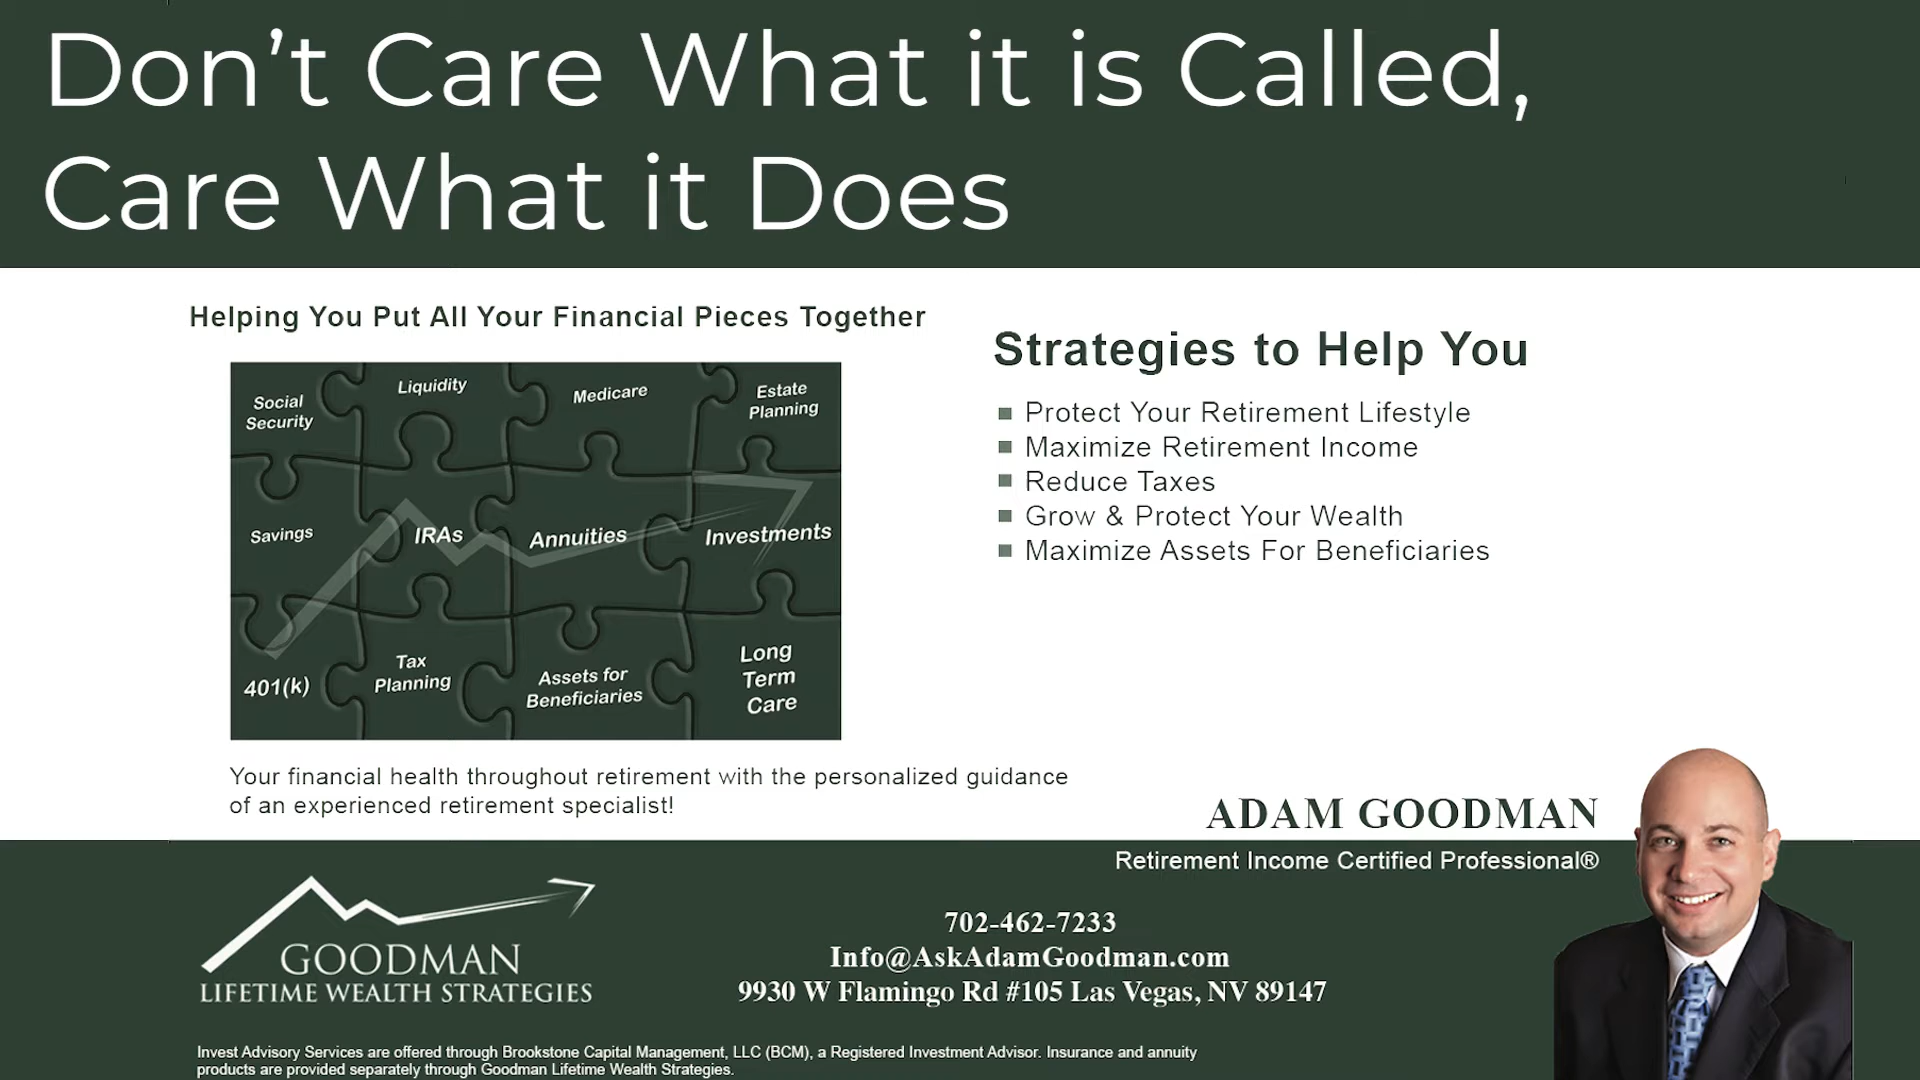 Don’t Care What it is Called,
Care What it Does
Helping You Put All Your Financial Pieces Together
Social
Security
Liquidity
Medicare
Estate
Planning
Savings
IRAs
Annuities
Investments
401(k)
Tax
Planning
Assets for
Beneficiaries
Long
Term
Care
Your financial health throughout retirement with the personalized guidance
of an experienced retirement specialist!
Strategies to Help You
Protect Your Retirement Lifestyle
Maximize Retirement Income
Reduce Taxes
Grow & Protect Your Wealth
Maximize Assets For Beneficiaries
ADAM GOODMAN
Retirement Income Certified Professional®
GOODMAN
LIFETIME WEALTH STRATEGIES
702-462-7233
Info@AskAdamGoodman.com
9930 W Flamingo Rd #105 Las Vegas, NV 89147
Invest Advisory Services are offered through Brookstone Capital Management, LLC (BCM), a Registered Investment Advisor. Insurance and annuity
products are provided separately through Goodman Lifetime Wealth Strategies.